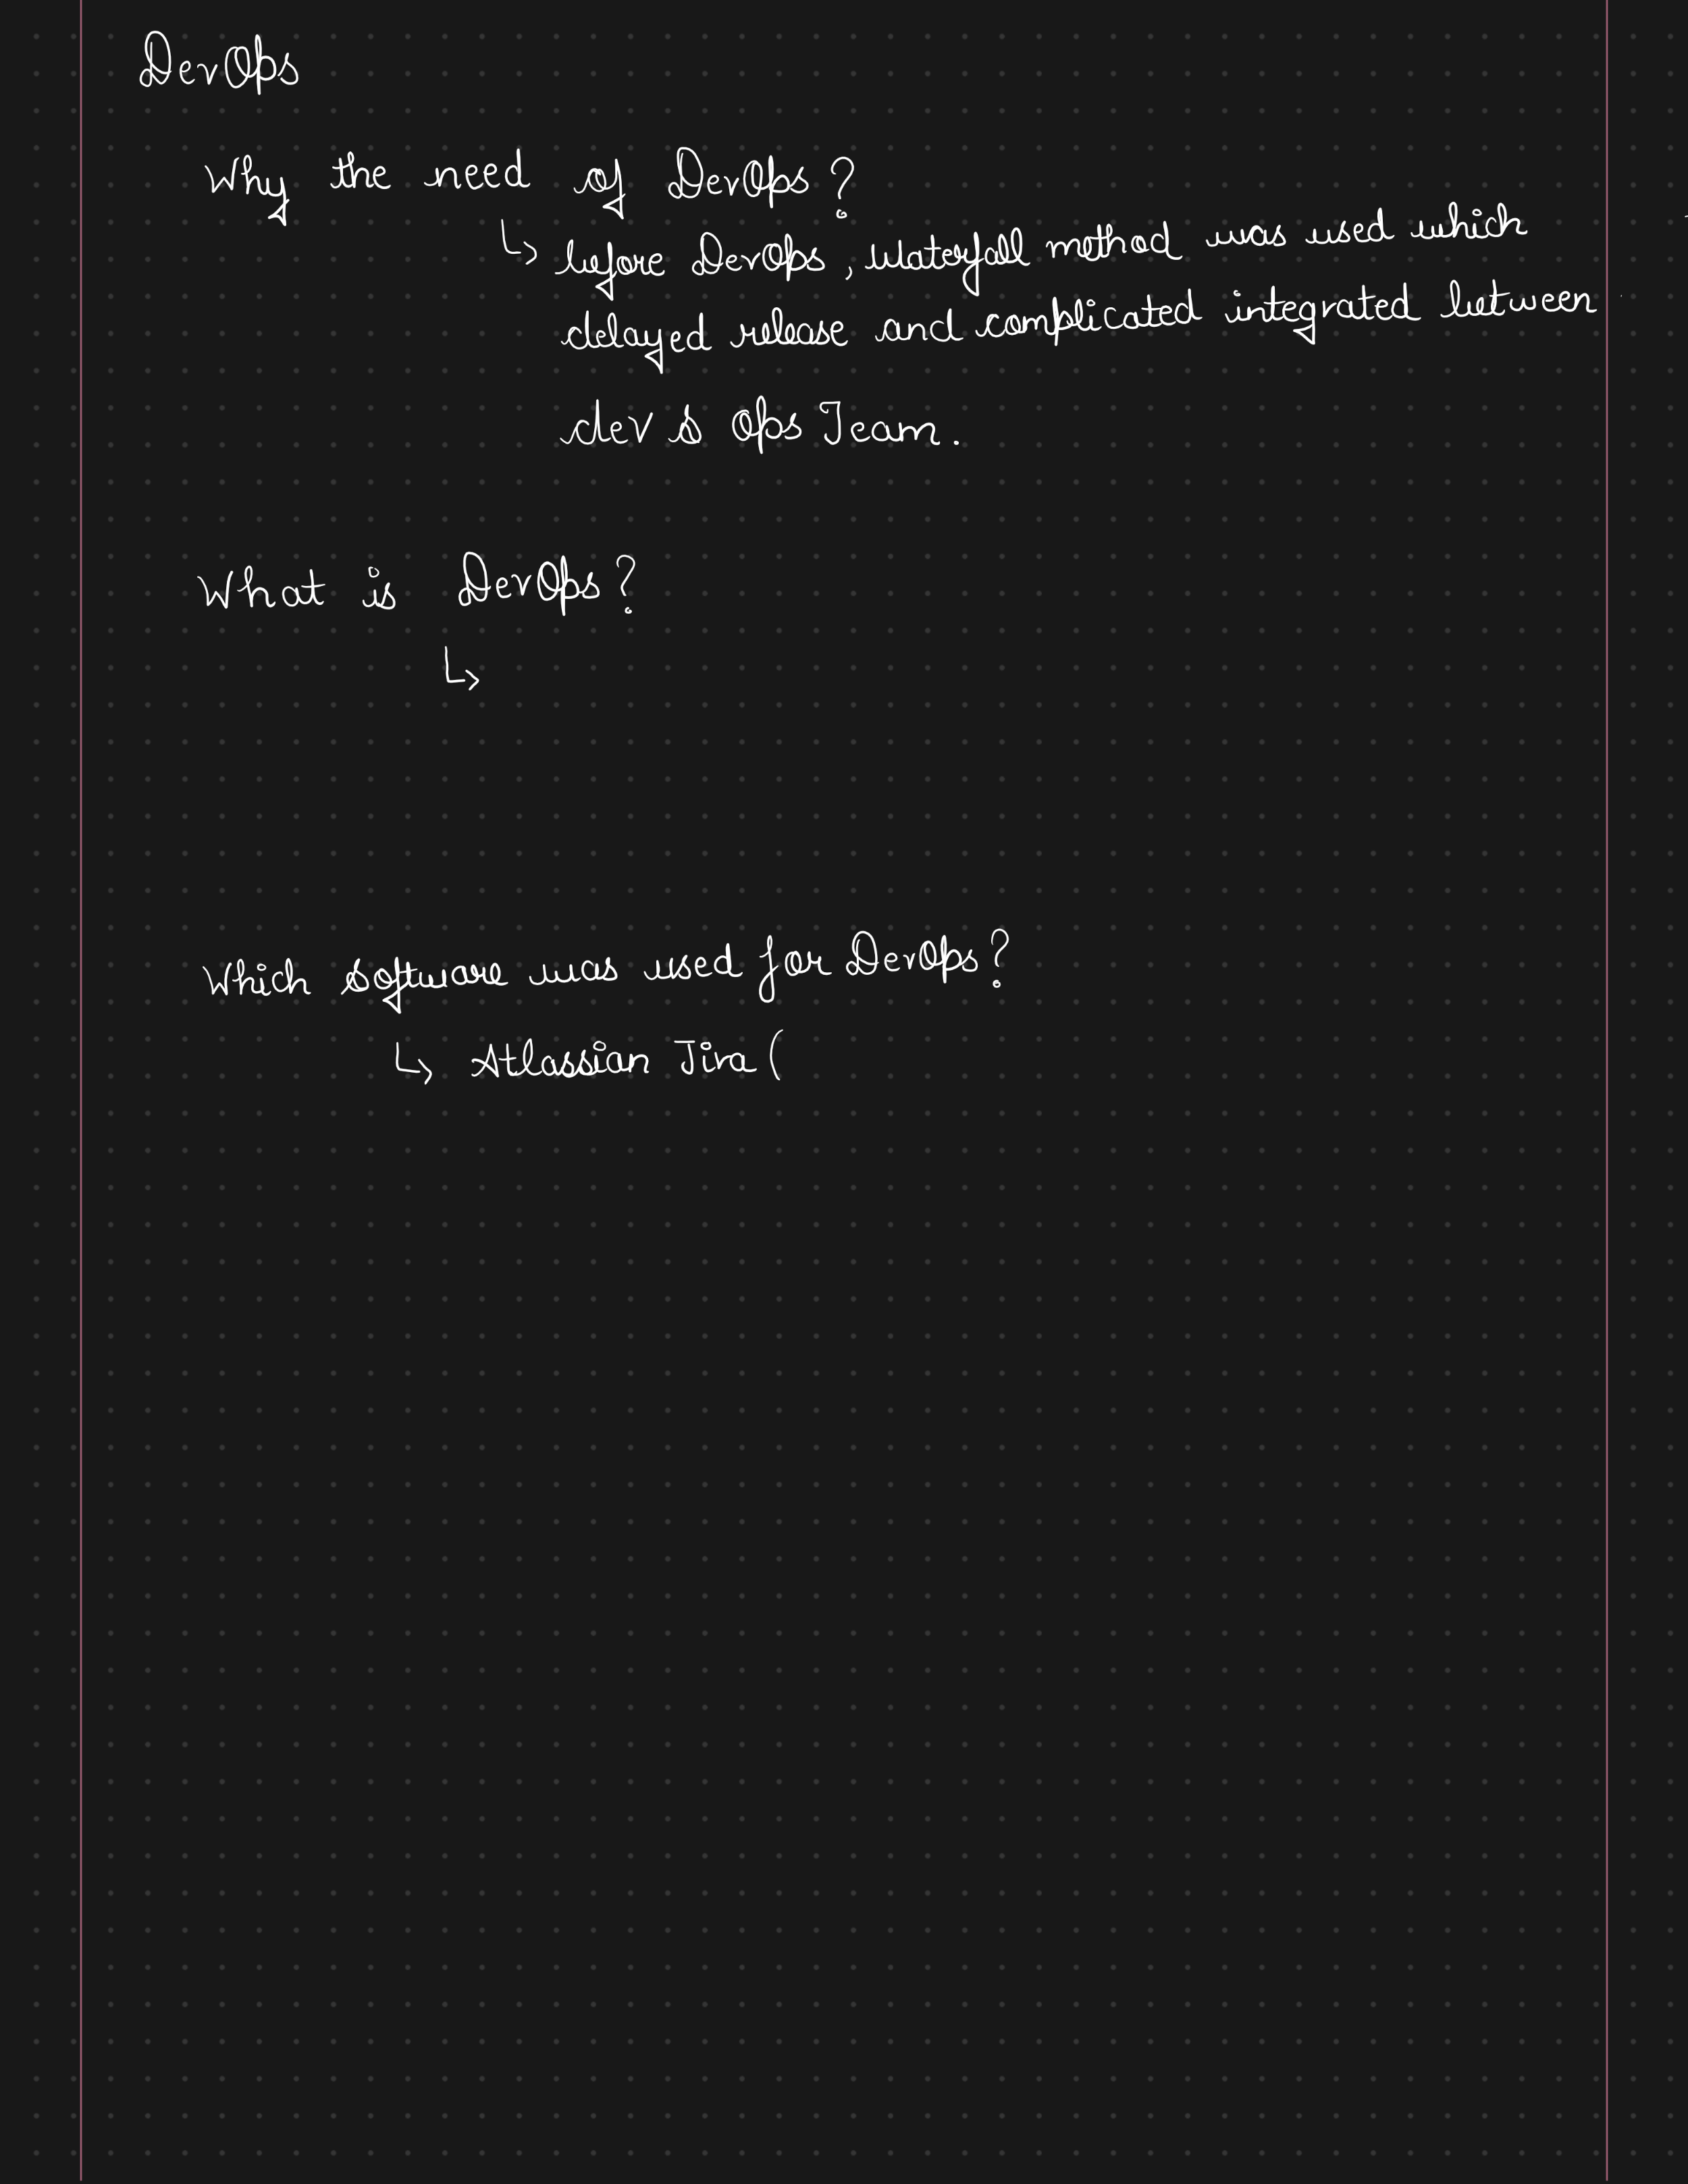 DevOps
Why the need of DevOps?
↳ before DevOps, waterfall method was used which
delayed release and complicated integrated between
dev & Ops Team.
What is DevOps?
↳
Which software was used for DevOps?
↳ Atlassian Jira (